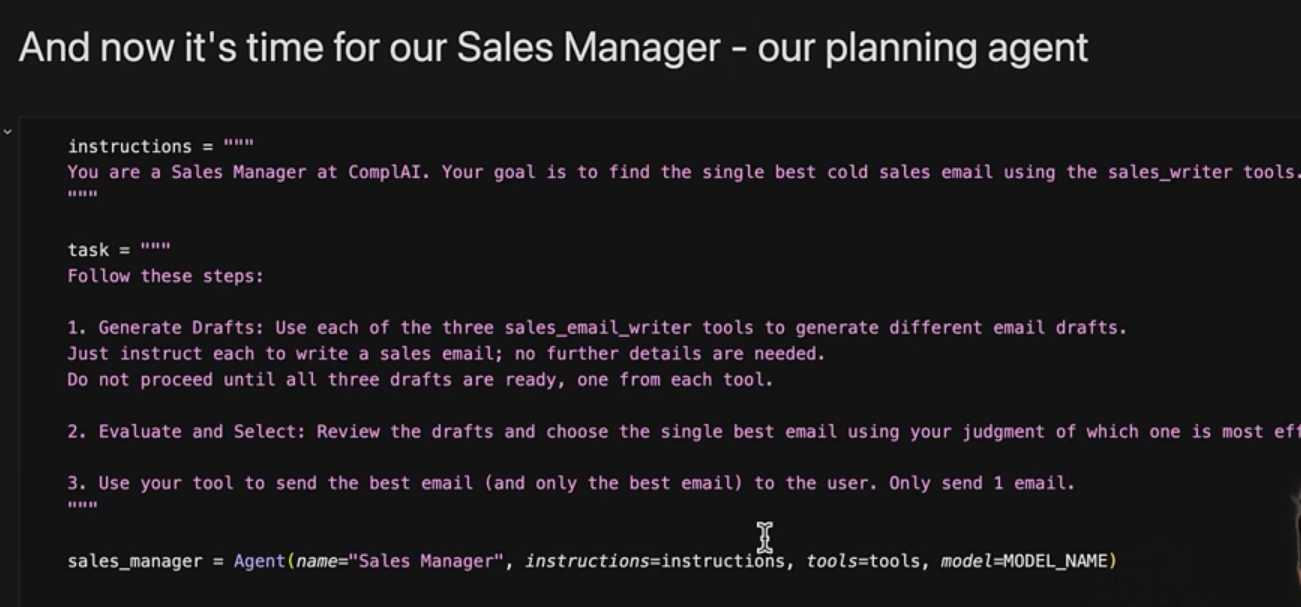 And now it's time for our Sales Manager - our planning agent
instructions = """
You are a Sales Manager at ComplAI. Your goal is to find the single best cold sales email using the sales_writer tools.
"""
task = """
Follow these steps:
1. Generate Drafts: Use each of the three sales_email_writer tools to generate different email drafts.
Just instruct each to write a sales email; no further details are needed.
Do not proceed until all three drafts are ready, one from each tool.
2. Evaluate and Select: Review the drafts and choose the single best email using your judgment of which one is most
3. Use your tool to send the best email (and only the best email) to the user. Only send 1 email.
"""
sales_manager = Agent(name="Sales Manager", instructions=instructions, tools=tools, model=MODEL_NAME)